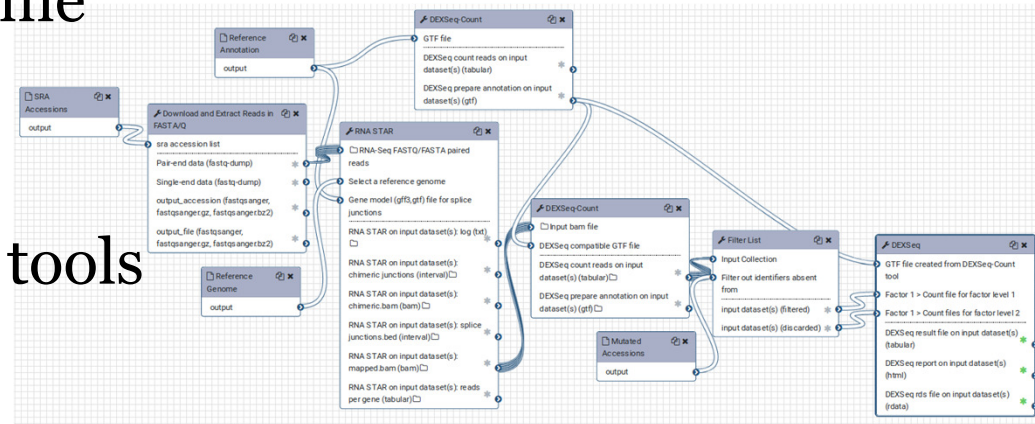 tools
SRA
Accessions
output
Reference
Annotation
output
Download and Extract Reads in
FASTA/Q
sra accession list
Pair-end data (fastq-dump)
Single-end data (fastq-dump)
output_accession (fastqsanger,
fastqsanger.gz, fastqsanger.bz2)
output_file (fastqsanger,
fastqsanger.gz, fastqsanger.bz2)
Reference
Genome
output
DEXSeq-Count
GTF file
DEXSeq count reads on input
dataset(s) (tabular)
DEXSeq prepare annotation on input
dataset(s) (gtf)
RNA STAR
RNA-Seq FASTQ/FASTA paired
reads
Select a reference genome
Gene model (gff3,gtf) file for splice
junctions
RNA STAR on input dataset(s): log (txt)
RNA STAR on input dataset(s):
chimeric junctions (interval)
RNA STAR on input dataset(s):
chimeric.bam (bam)
RNA STAR on input dataset(s): splice
junctions.bed (interval)
RNA STAR on input dataset(s):
mapped.bam (bam)
RNA STAR on input dataset(s): reads
per gene (tabular)
DEXSeq-Count
Input bam file
DEXSeq compatible GTF file
DEXSeq count reads on input
dataset(s) (tabular)
DEXSeq prepare annotation on input
dataset(s) (gtf)
Mutated
Accessions
output
Filter List
Input Collection
Filter out identifiers absent
from
input dataset(s) (filtered)
input dataset(s) (discarded)
DEXSeq
GTF file created from DEXSeq-Count
tool
Factor 1 > Count file for factor level 1
Factor 1 > Count files for factor level 2
DEXSeq result file on input dataset(s)
(tabular)
DEXSeq report on input dataset(s)
(html)
DEXSeq rds file on input dataset(s)
(rdata)